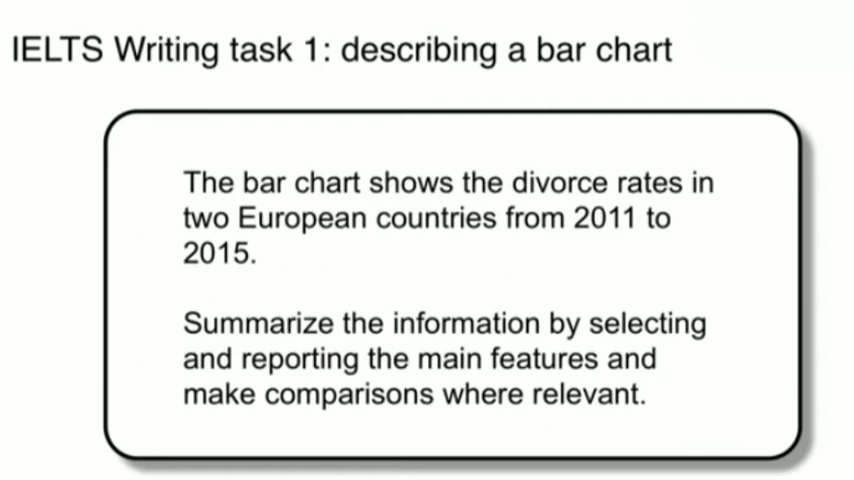 IELTS Writing task 1: describing a bar chart
The bar chart shows the divorce rates in
two European countries from 2011 to
2015.
Summarize the information by selecting
and reporting the main features and
make comparisons where relevant.